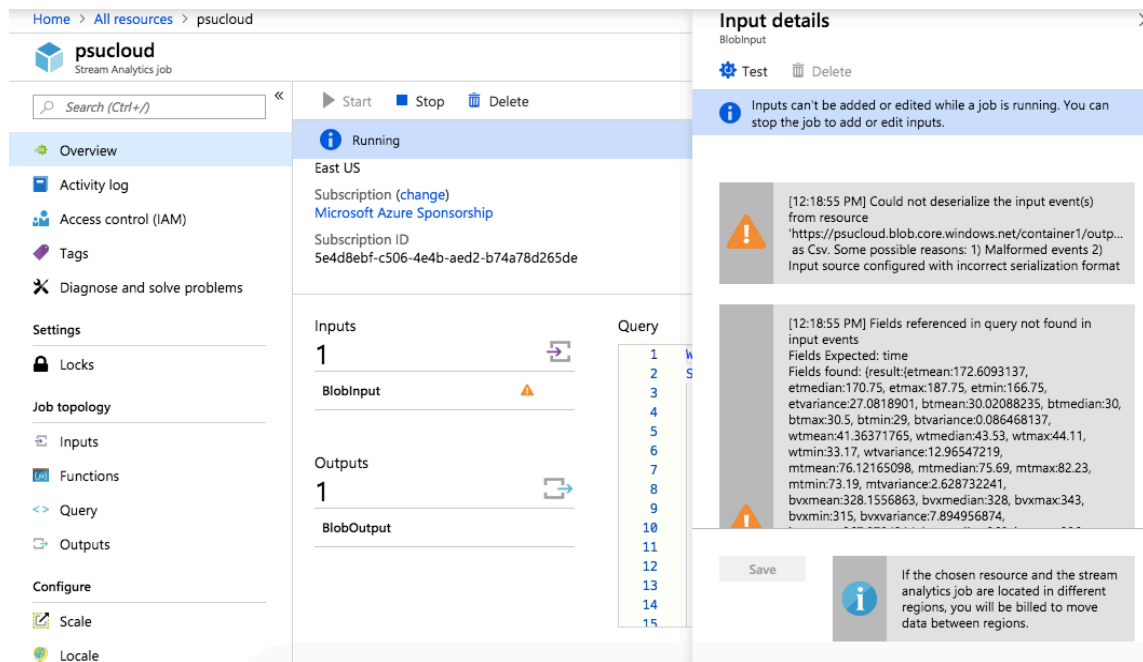 Home > All resources > psucloud
psucloud
Stream Analytics job
Search (Ctrl+/)
«
Overview
Activity log
Access control (IAM)
Tags
Diagnose and solve problems
Settings
Locks
Job topology
Inputs
Functions
Query
Outputs
Configure
Scale
Locale
Start Stop Delete
Running
East US
Subscription (change)
Microsoft Azure Sponsorship
Subscription ID
5e4d8ebf-c506-4e4b-aed2-b74a78d265de
Inputs
1
BlobInput
Outputs
1
BlobOutput
Query
1 W
2 S
3
4
5
6
7
8
9
10
11
12
13
14
15
Input details
BlobInput
Test Delete
Inputs can't be added or edited while a job is running. You can
stop the job to add or edit inputs.
[12:18:55 PM] Could not deserialize the input event(s)
from resource
'https://psucloud.blob.core.windows.net/container1/outp...
as Csv. Some possible reasons: 1) Malformed events 2)
Input source configured with incorrect serialization format
[12:18:55 PM] Fields referenced in query not found in
input events
Fields Expected: time
Fields found: {result:{etmean:172.6093137,
etmedian:170.75, etmax:187.75, etmin:166.75,
etvariance:27.0818901, btmean:30.02088235, btmedian:30,
btmax:30.5, btmin:29, btvariance:0.086468137,
wtmean:41.36371765, wtmedian:43.53, wtmax:44.11,
wtmin:33.17, wtvariance:12.96547219,
mtmean:76.12165098, mtmedian:75.69, mtmax:82.23,
mtmin:73.19, mtvariance:2.628732241,
bvxmean:328.1556863, bvxmedian:328, bvxmax:343,
bvxmin:315, bvxvariance:7.894956874,
Save
If the chosen resource and the stream
analytics job are located in different
regions, you will be billed to move
data between regions.